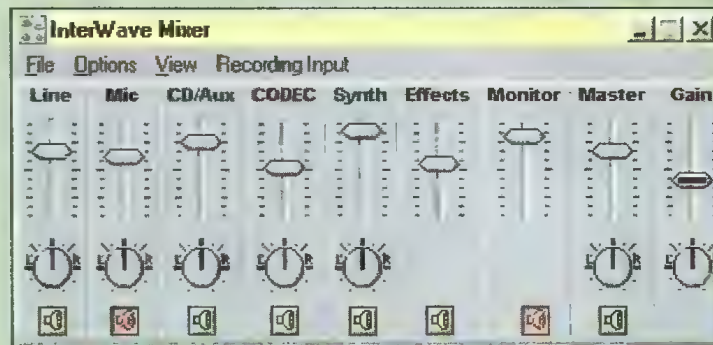 InterWave Mixer
File Options View Recording Input
Line Mic CD/Aux CODEC Synth Effects Monitor Master Gain
L R L R L R L R L R L R L R